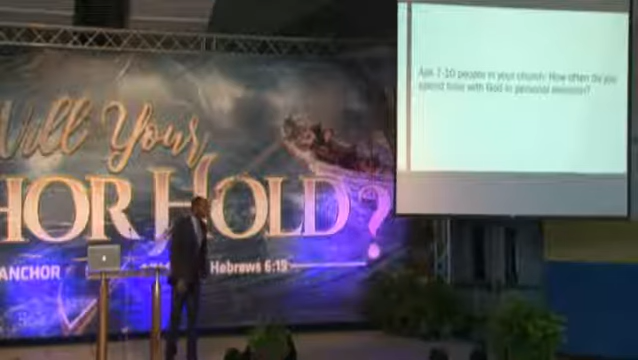 Ask 7-10 people in your church: How often do you
spend time with God in personal devotion?
Will Your
HOR HOLD?
ANCHOR
Hebrews 6:19